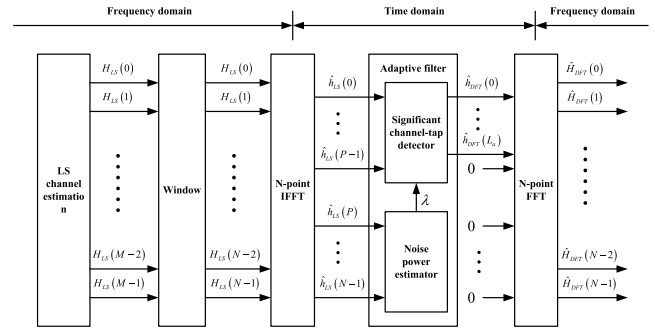 Frequency domain
Time domain
Frequency domain
LS
channel
estimatio
n
H_LS(0)
H_LS(1)
H_LS(M−2)
H_LS(M−1)
Window
H_LS(0)
H_LS(1)
H_LS(N−2)
H_LS(N−1)
N-point
IFFT
ĥ_LS(0)
ĥ_LS(P−1)
ĥ_LS(P)
ĥ_LS(N−1)
Adaptive filter
Significant
channel-tap
detector
λ
Noise
power
estimator
ĥ_DFT(0)
ĥ_DFT(L_a)
0
0
0
N-point
FFT
Ĥ_DFT(0)
Ĥ_DFT(1)
Ĥ_DFT(N−2)
Ĥ_DFT(N−1)